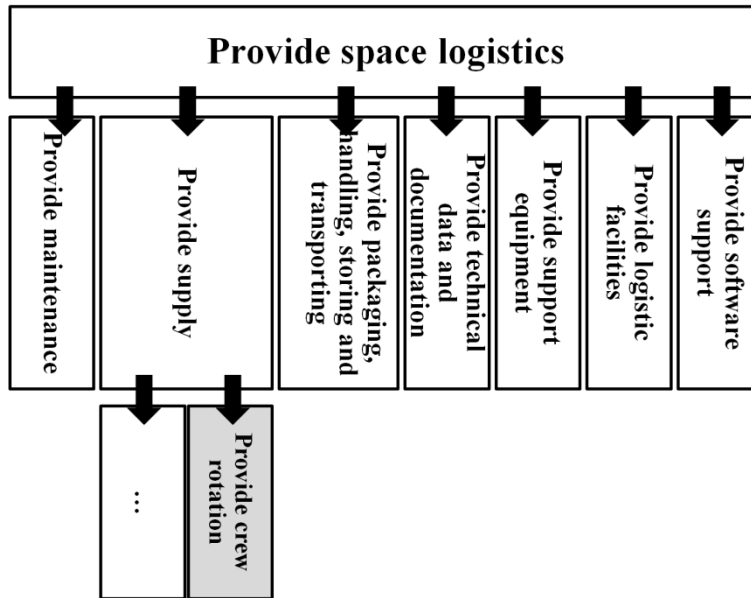 Provide space logistics
Provide maintenance
Provide supply
Provide packaging,
handling, storing and
transporting
Provide technical
data and
documentation
Provide support
equipment
Provide logistic
facilities
Provide software
support
...
Provide crew
rotation